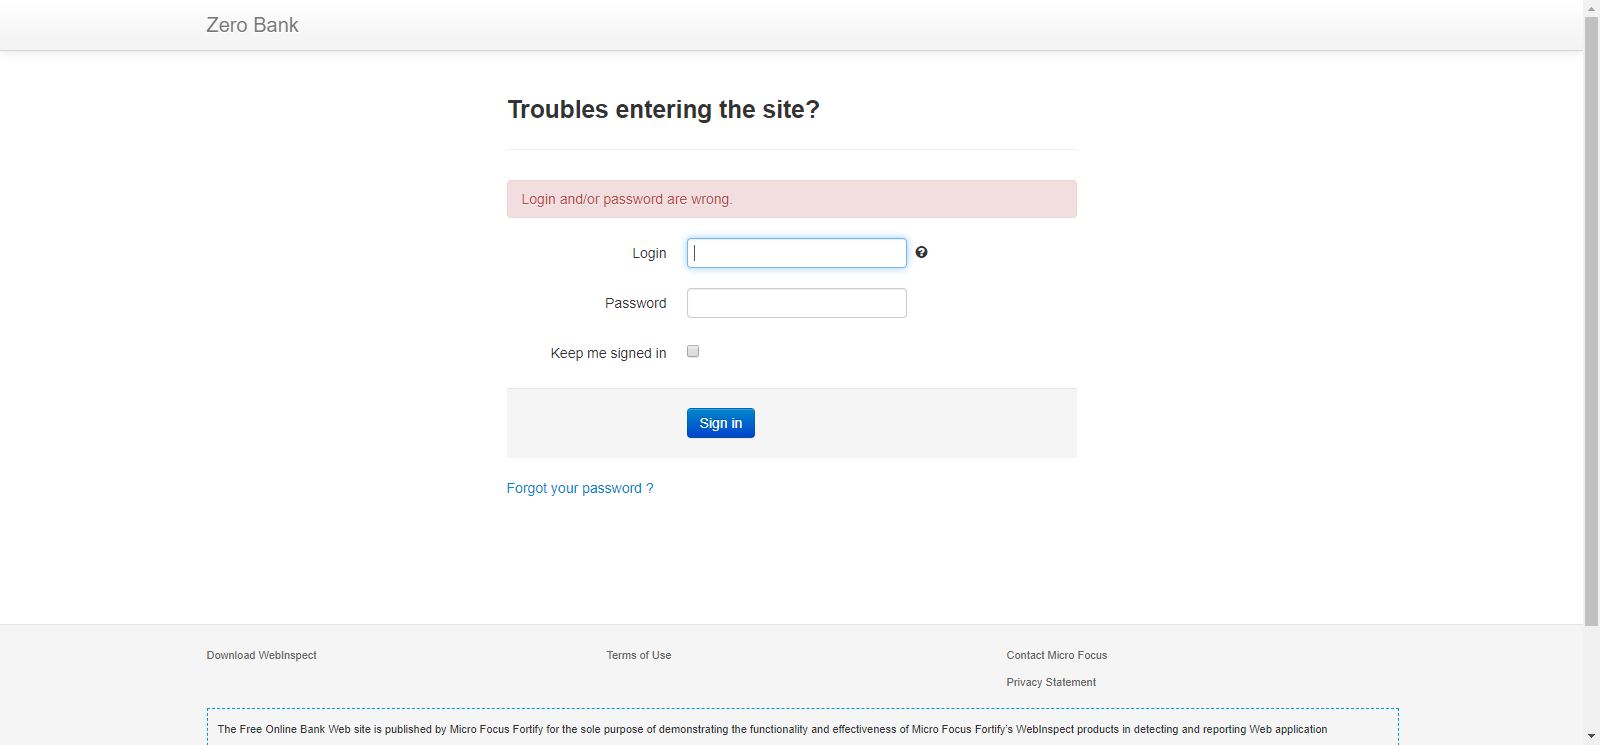 Zero Bank
Troubles entering the site?
Login and/or password are wrong.
Login
Password
Keep me signed in
Sign in
Forgot your password ?
Download WebInspect
Terms of Use
Contact Micro Focus
Privacy Statement
The Free Online Bank Web site is published by Micro Focus Fortify for the sole purpose of demonstrating the functionality and effectiveness of Micro Focus Fortify's WebInspect products in detecting and reporting Web application